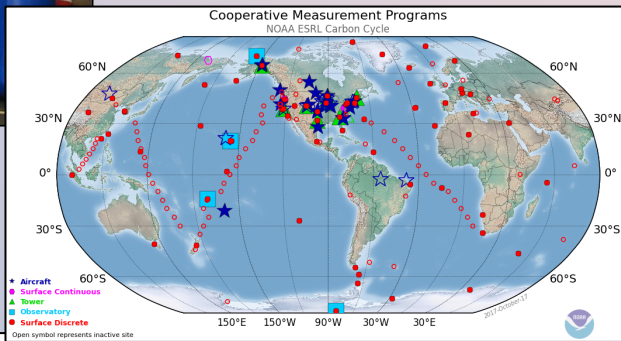 Cooperative Measurement Programs
NOAA ESRL Carbon Cycle
60°N
60°N
30°N
30°N
0°
0°
30°S
30°S
60°S
60°S
Aircraft
Surface Continuous
Tower
Observatory
Surface Discrete
150°E
150°W
90°W
30°W
30°E
Open symbol represents inactive site
2017-October-17
NOAA